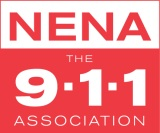 NENA
THE
9·1·1
ASSOCIATION